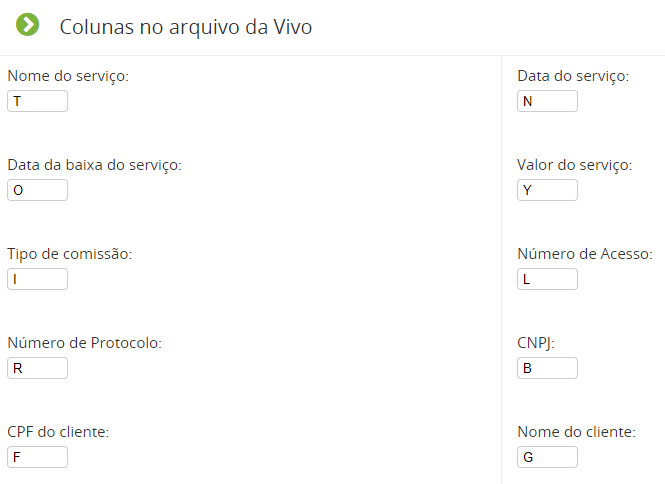 Colunas no arquivo da Vivo
Nome do serviço:
T
Data do serviço:
N
Data da baixa do serviço:
O
Valor do serviço:
Y
Tipo de comissão:
I
Número de Acesso:
L
Número de Protocolo:
R
CNPJ:
B
CPF do cliente:
F
Nome do cliente:
G